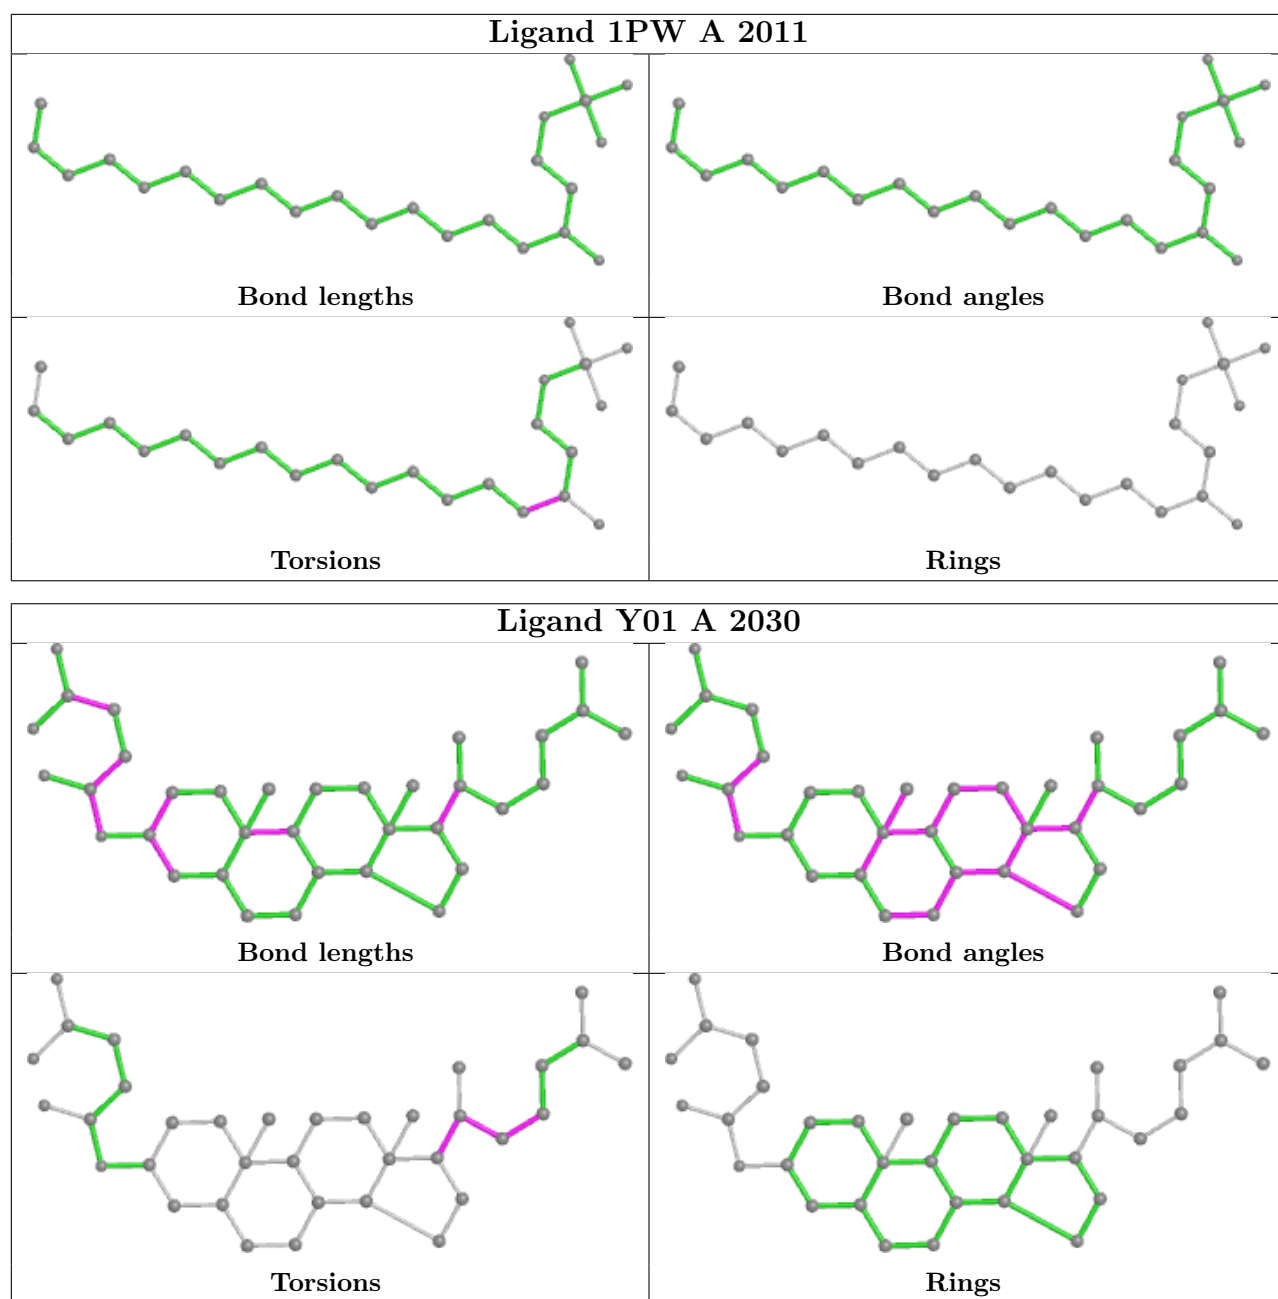 Ligand 1PW A 2011
Bond lengths
Bond angles
Torsions
Rings
Ligand Y01 A 2030
Bond lengths
Bond angles
Torsions
Rings